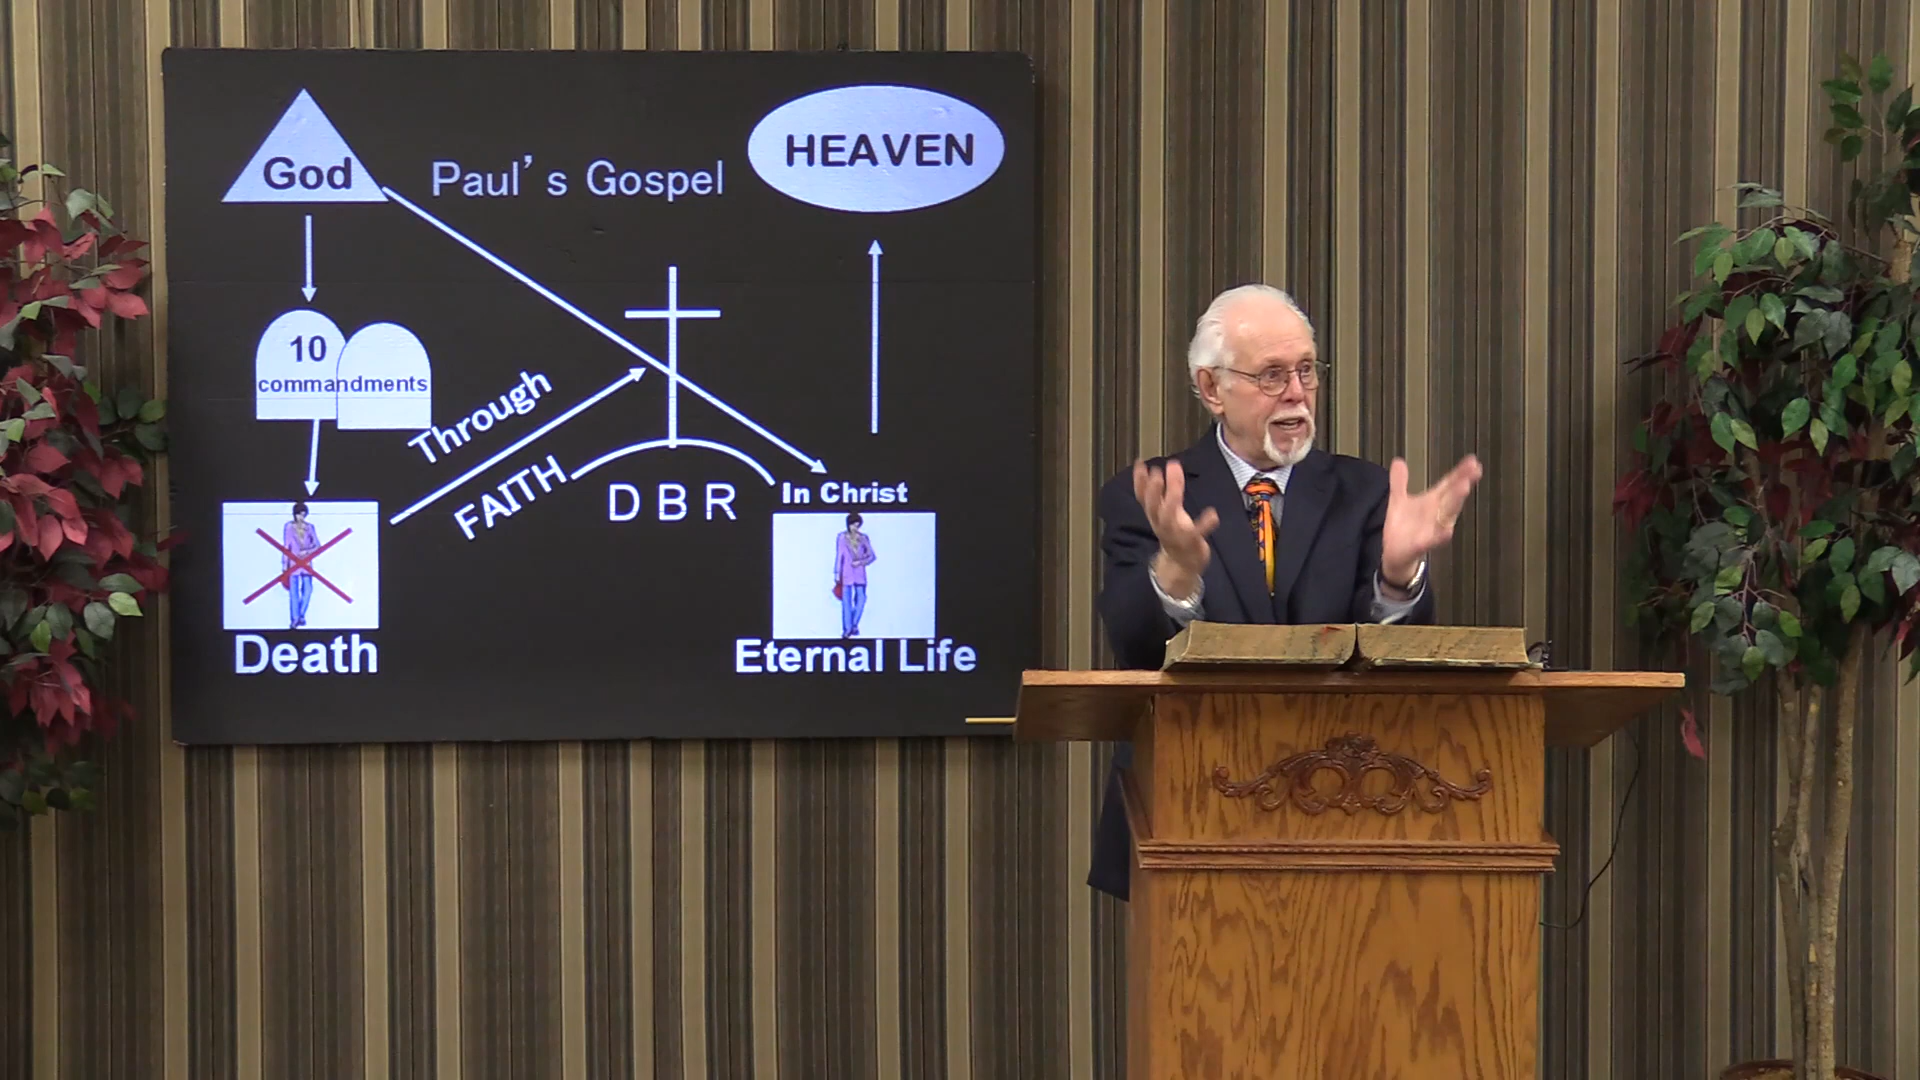 God
Paul's Gospel
HEAVEN
10
commandments
Through
FAITH
D B R
In Christ
Death
Eternal Life